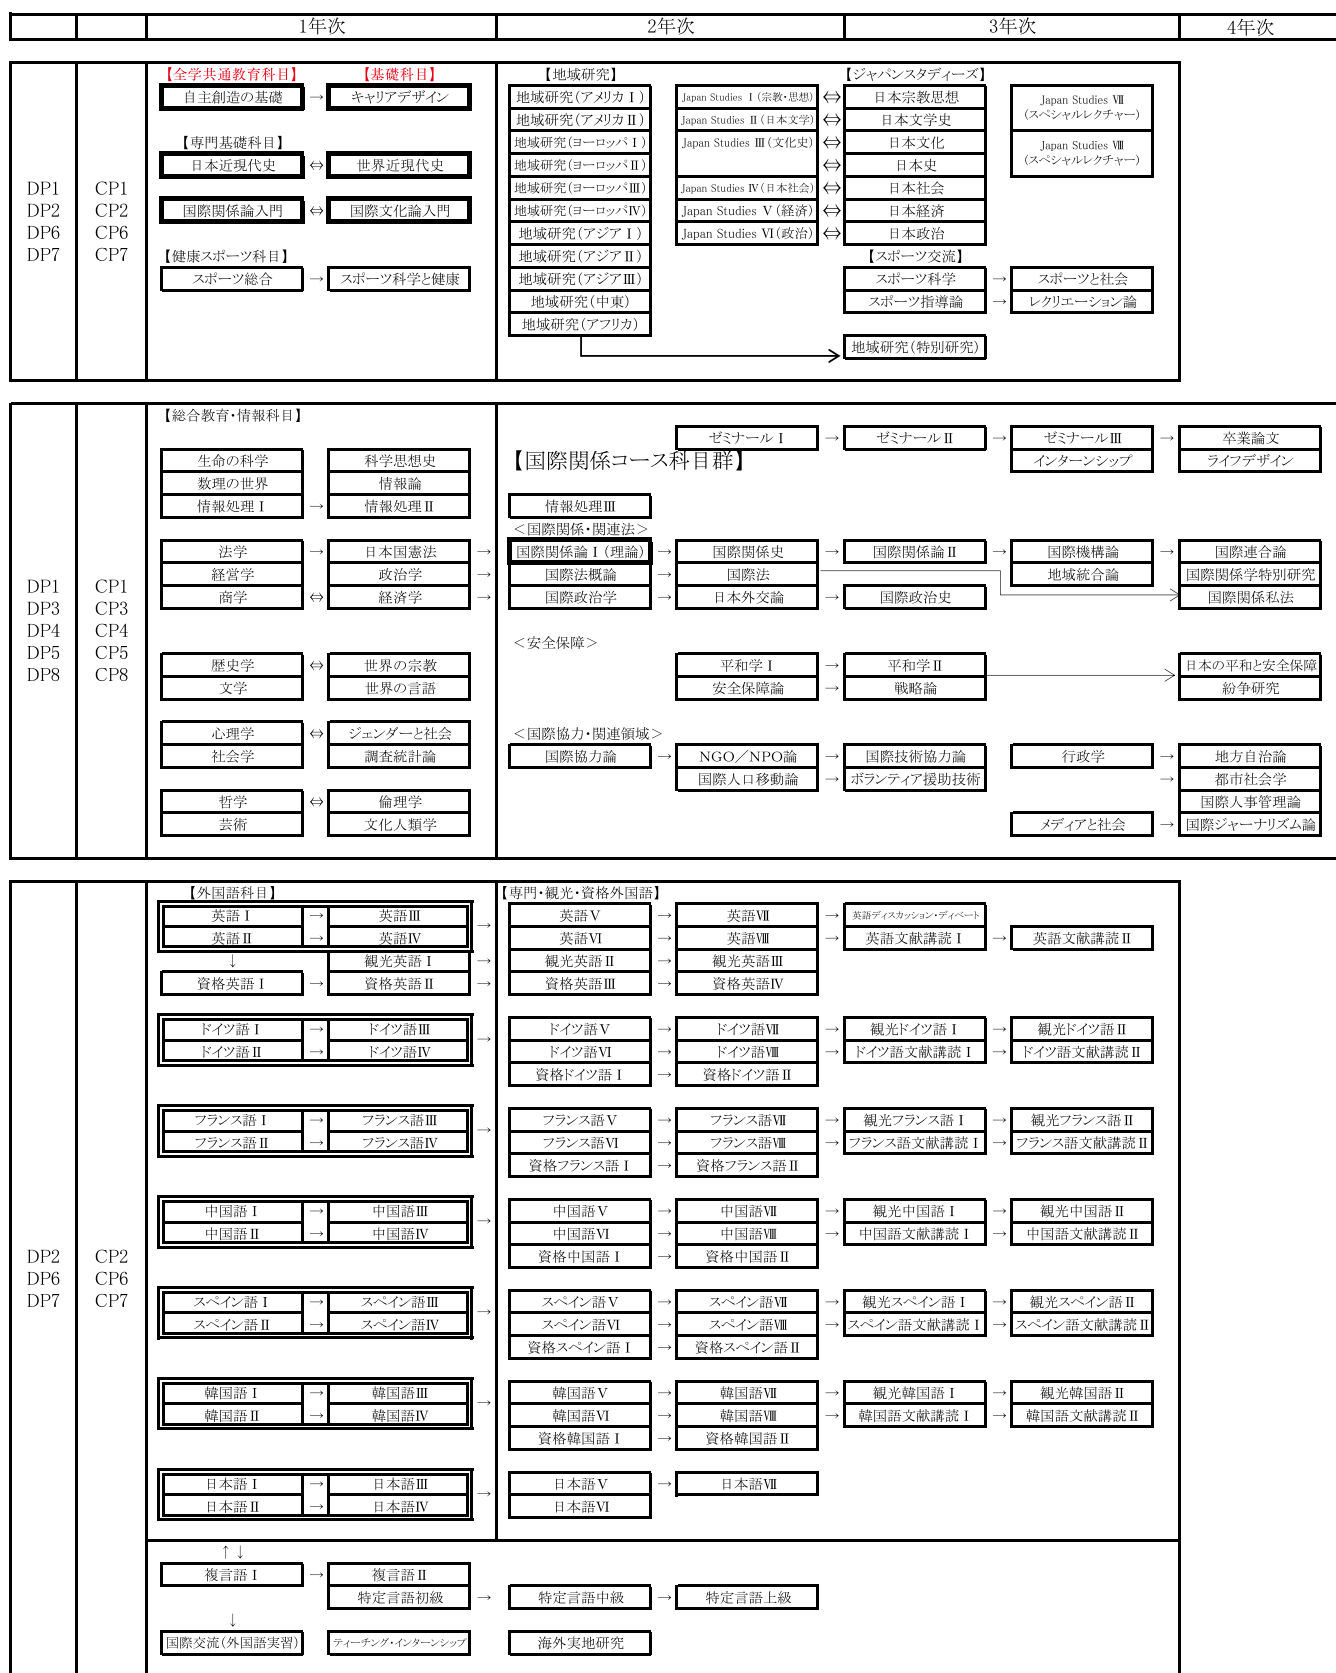 1年次 2年次 3年次 4年次
【全学共通教育科目】 【基礎科目】 【地域研究】 【ジャパンスタディーズ】
自主創造の基礎 → キャリアデザイン 地域研究(アメリカⅠ) Japan Studies Ⅰ(宗教・思想) ⇔ 日本宗教思想 Japan Studies Ⅶ
(スペシャルレクチャー)
地域研究(アメリカⅡ) Japan Studies Ⅱ(日本文学) ⇔ 日本文学史
【専門基礎科目】 地域研究(ヨーロッパⅠ) Japan Studies Ⅲ(文化史) ⇔ 日本文化 Japan Studies Ⅷ
(スペシャルレクチャー)
日本近現代史 ⇔ 世界近現代史 地域研究(ヨーロッパⅡ) ⇔ 日本史
DP1 CP1 地域研究(ヨーロッパⅢ) Japan Studies Ⅳ(日本社会) ⇔ 日本社会
DP2 CP2 国際関係論入門 ⇔ 国際文化論入門 地域研究(ヨーロッパⅣ) Japan Studies Ⅴ(経済) ⇔ 日本経済
DP6 CP6 地域研究(アジアⅠ) Japan Studies Ⅵ(政治) ⇔ 日本政治
DP7 CP7 【健康スポーツ科目】 地域研究(アジアⅡ) 【スポーツ交流】
スポーツ総合 → スポーツ科学と健康 地域研究(アジアⅢ) スポーツ科学 → スポーツと社会
地域研究(中東) スポーツ指導論 → レクリエーション論
地域研究(アフリカ)
地域研究(特別研究)
【総合教育・情報科目】
ゼミナールⅠ → ゼミナールⅡ → ゼミナールⅢ → 卒業論文
生命の科学 科学思想史 【国際関係コース科目群】 インターンシップ ライフデザイン
数理の世界 情報論
情報処理Ⅰ → 情報処理Ⅱ 情報処理Ⅲ
<国際関係・関連法>
法学 → 日本国憲法 → 国際関係論Ⅰ(理論) → 国際関係史 → 国際関係論Ⅱ → 国際機構論 → 国際連合論
経営学 政治学 → 国際法概論 → 国際法 地域統合論 国際関係学特別研究
DP1 CP1 商学 ⇔ 経済学 → 国際政治学 → 日本外交論 → 国際政治史 国際関係私法
DP3 CP3
DP4 CP4 <安全保障>
DP5 CP5 歴史学 ⇔ 世界の宗教 平和学Ⅰ → 平和学Ⅱ 日本の平和と安全保障
DP8 CP8 文学 世界の言語 安全保障論 → 戦略論 紛争研究
心理学 ⇔ ジェンダーと社会 <国際協力・関連領域>
社会学 調査統計論 国際協力論 → NGO/NPO論 → 国際技術協力論 行政学 → 地方自治論
国際人口移動論 → ボランティア援助技術 → 都市社会学
哲学 ⇔ 倫理学 国際人事管理論
芸術 文化人類学 メディアと社会 → 国際ジャーナリズム論
【外国語科目】 【専門・観光・資格外国語】
英語Ⅰ → 英語Ⅲ → 英語Ⅴ → 英語Ⅶ → 英語ディスカッション・ディベート
英語Ⅱ → 英語Ⅳ 英語Ⅵ → 英語Ⅷ → 英語文献講読Ⅰ → 英語文献講読Ⅱ
↓ 観光英語Ⅰ → 観光英語Ⅱ → 観光英語Ⅲ
資格英語Ⅰ → 資格英語Ⅱ → 資格英語Ⅲ → 資格英語Ⅳ
ドイツ語Ⅰ → ドイツ語Ⅲ → ドイツ語Ⅴ → ドイツ語Ⅶ → 観光ドイツ語Ⅰ → 観光ドイツ語Ⅱ
ドイツ語Ⅱ → ドイツ語Ⅳ ドイツ語Ⅵ → ドイツ語Ⅷ → ドイツ語文献講読Ⅰ → ドイツ語文献講読Ⅱ
資格ドイツ語Ⅰ → 資格ドイツ語Ⅱ
フランス語Ⅰ → フランス語Ⅲ → フランス語Ⅴ → フランス語Ⅶ → 観光フランス語Ⅰ → 観光フランス語Ⅱ
フランス語Ⅱ → フランス語Ⅳ フランス語Ⅵ → フランス語Ⅷ → フランス語文献講読Ⅰ → フランス語文献講読Ⅱ
資格フランス語Ⅰ → 資格フランス語Ⅱ
中国語Ⅰ → 中国語Ⅲ → 中国語Ⅴ → 中国語Ⅶ → 観光中国語Ⅰ → 観光中国語Ⅱ
中国語Ⅱ → 中国語Ⅳ 中国語Ⅵ → 中国語Ⅷ → 中国語文献講読Ⅰ → 中国語文献講読Ⅱ
DP2 CP2 資格中国語Ⅰ → 資格中国語Ⅱ
DP6 CP6
DP7 CP7 スペイン語Ⅰ → スペイン語Ⅲ → スペイン語Ⅴ → スペイン語Ⅶ → 観光スペイン語Ⅰ → 観光スペイン語Ⅱ
スペイン語Ⅱ → スペイン語Ⅳ スペイン語Ⅵ → スペイン語Ⅷ → スペイン語文献講読Ⅰ → スペイン語文献講読Ⅱ
資格スペイン語Ⅰ → 資格スペイン語Ⅱ
韓国語Ⅰ → 韓国語Ⅲ → 韓国語Ⅴ → 韓国語Ⅶ → 観光韓国語Ⅰ → 観光韓国語Ⅱ
韓国語Ⅱ → 韓国語Ⅳ 韓国語Ⅵ → 韓国語Ⅷ → 韓国語文献講読Ⅰ → 韓国語文献講読Ⅱ
資格韓国語Ⅰ → 資格韓国語Ⅱ
日本語Ⅰ → 日本語Ⅲ → 日本語Ⅴ → 日本語Ⅶ
日本語Ⅱ → 日本語Ⅳ 日本語Ⅵ
↑↓
複言語Ⅰ → 複言語Ⅱ
特定言語初級 → 特定言語中級 → 特定言語上級
↓
国際交流(外国語実習) ティーチング・インターンシップ 海外実地研究